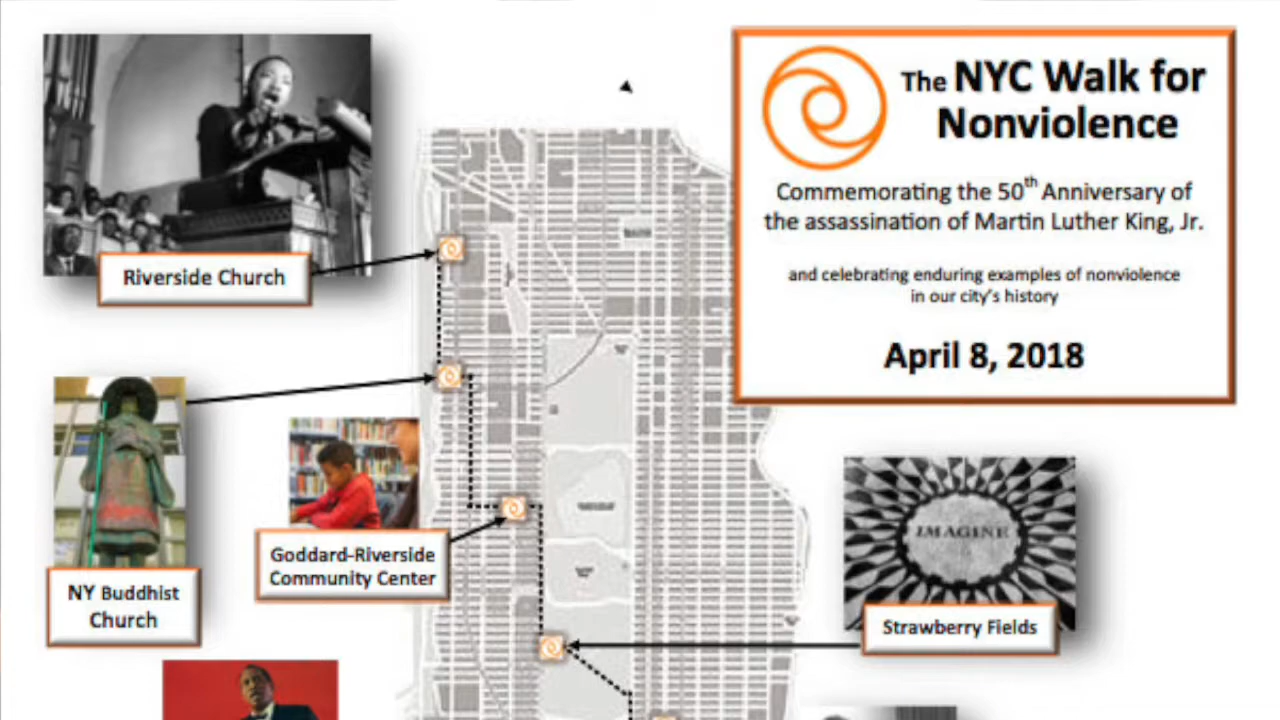 The NYC Walk for
Nonviolence
Commemorating the 50th Anniversary of
the assassination of Martin Luther King, Jr.
and celebrating enduring examples of nonviolence
in our city's history
April 8, 2018
Riverside Church
NY Buddhist
Church
Goddard-Riverside
Community Center
IMAGINE
Strawberry Fields